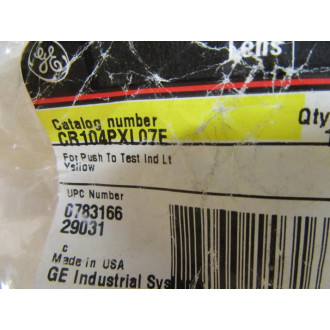 GE
Lens
Catalog number
Qty
CR104PXL07E
For Push To Test Ind Lt
Yellow
UPC Number
0783166
29031
c
Made in USA
GE Industrial